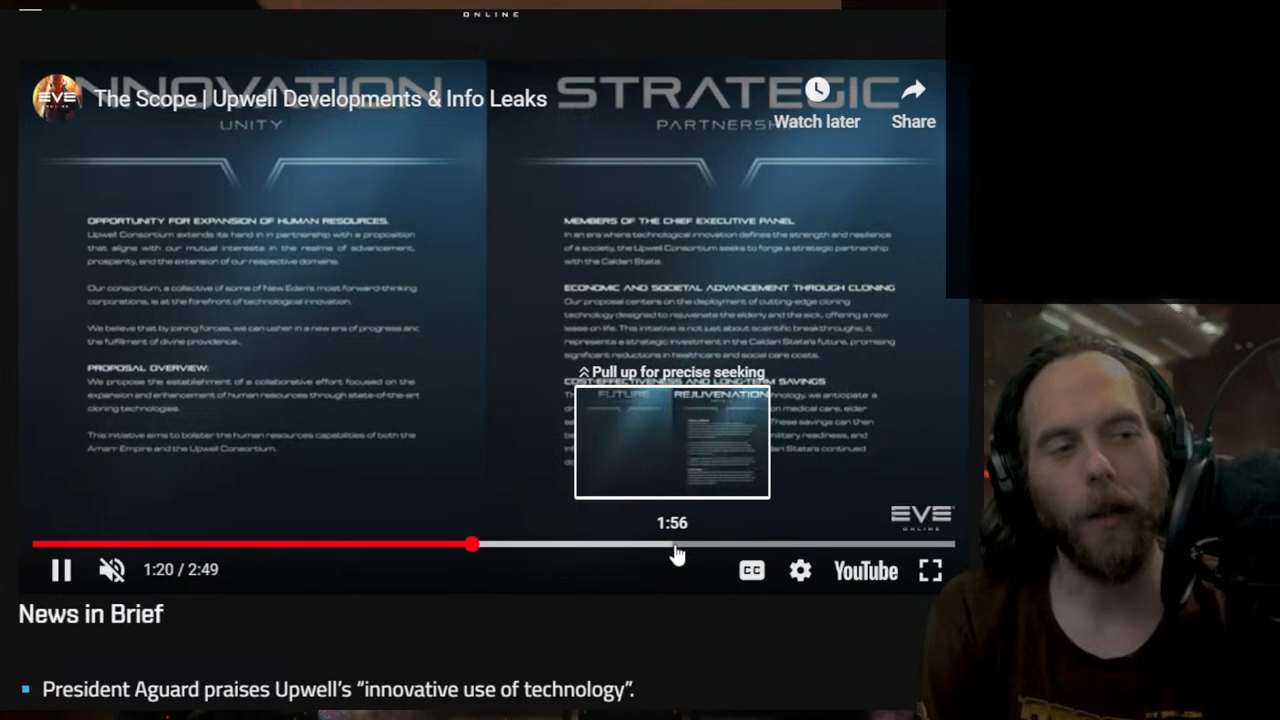 ONLINE
INNOVATION
UNITY
STRATEGIC
The Scope | Upwell Developments & Info Leaks
Watch later
Share
OPPORTUNITY FOR EXPANSION OF HUMAN RESOURCES.
Upwell Consortium extends its hand in in partnership with a proposition
that aligns with our mutual interests in the realms of advancement,
prosperity, and the extension of our respective domains.
Our consortium, a collective of some of New Eden's most forward-thinking
corporations, is at the forefront of technological innovation.
We believe that by joining forces, we can usher in a new era of progress and
the fulfillment of divine providence..
PROPOSAL OVERVIEW:
We propose the establishment of a collaborative effort focused on the
expansion and enhancement of human resources through state-of-the-art
cloning technologies.
This initiative aims to bolster the human resources capabilities of both the
Amarr Empire and the Upwell Consortium.
MEMBERS OF THE CHIEF EXECUTIVE PANEL
In an era where technological innovation defines the strength and resilience
of a society, the Upwell Consortium seeks to forge a strategic partnership
with the Caldari State.
ECONOMIC AND SOCIETAL ADVANCEMENT THROUGH CLONING
Our proposal centers on the deployment of cutting-edge cloning
technology designed to rejuvenate the elderly and the sick, offering a new
lease on life. This initiative is not just about scientific breakthroughs; it
represents a strategic investment in the Caldari State's future, promising
significant reductions in healthcare and social care costs.
Pull up for precise seeking
COST-EFFECTIVENESS AND LONG-TERM SAVINGS
FUTURE
REJUVENATION
1:56
EVE
ONLINE
1:20 / 2:49
CC
YouTube
News in Brief
President Aguard praises Upwell's “innovative use of technology”.